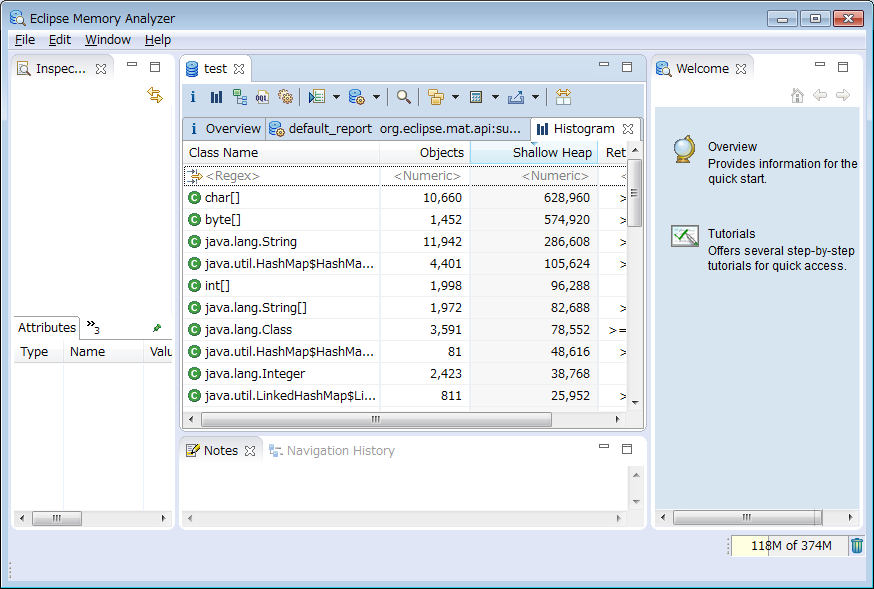 Eclipse Memory Analyzer
File Edit Window Help
Inspec...
test
Welcome
Overview default_report org.eclipse.mat.api:su... Histogram
Class Name Objects Shallow Heap Ret
<Regex> <Numeric> <Numeric> <
char[] 10,660 628,960 >
byte[] 1,452 574,920 >
java.lang.String 11,942 286,608 >
java.util.HashMap$HashMa... 4,401 105,624 >
int[] 1,998 96,288
java.lang.String[] 1,972 82,688 >
java.lang.Class 3,591 78,552 >=
java.util.HashMap$HashMa... 81 48,616 >
java.lang.Integer 2,423 38,768
java.util.LinkedHashMap$Li... 811 25,952 >
Overview
Provides information for the
quick start.
Tutorials
Offers several step-by-step
tutorials for quick access.
Attributes »3
Type Name Valu
Notes Navigation History
118M of 374M